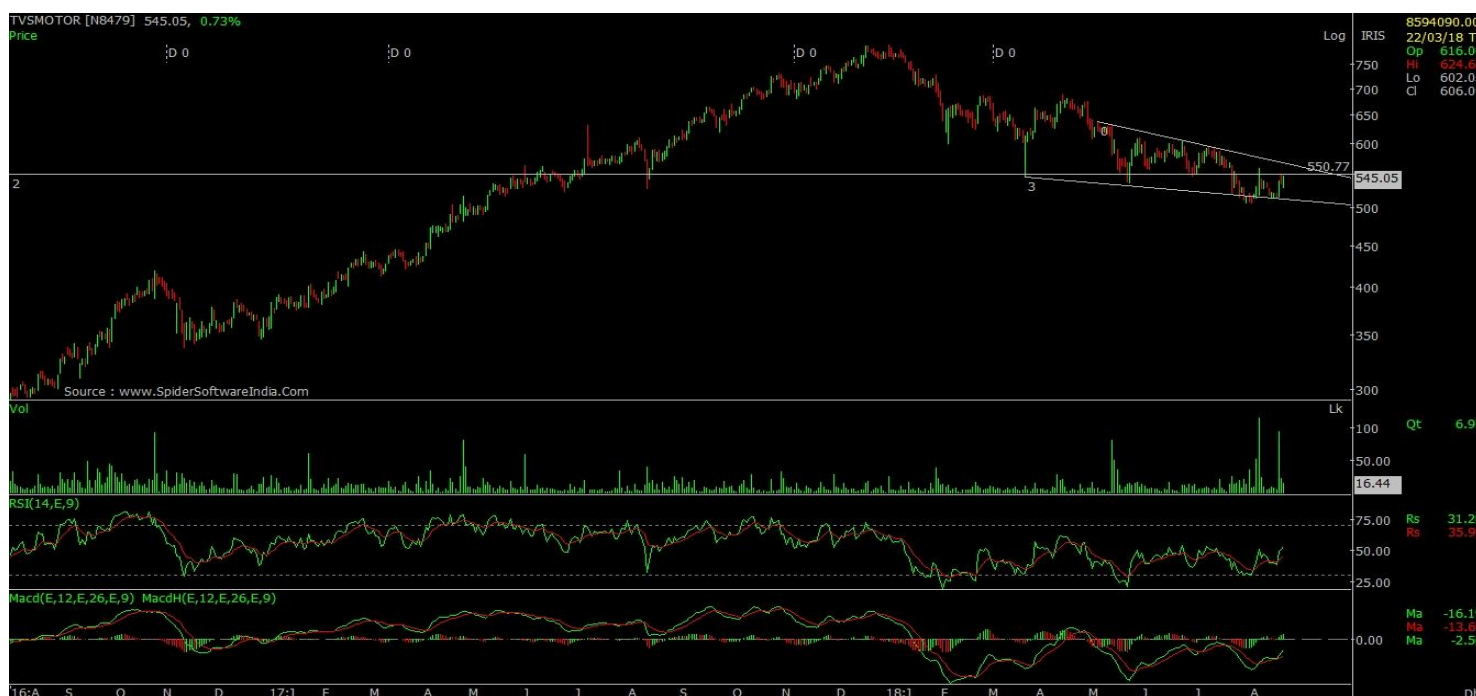 TVSMOTOR [N8479] 545.05, 0.73%
Price
D 0 D 0 D 0 D 0
Log IRIS
8594090.00
22/03/18 T
Op 616.0
Hi 624.6
Lo 602.0
Cl 606.0
750
700
650
600
550.77
545.05
500
450
400
350
300
0
2
3
Source : www.SpiderSoftwareIndia.Com
Vol
Lk
100
50.00
16.44
Qt 6.9
RSI(14,E,9)
75.00
50.00
25.00
Rs 31.2
Rs 35.9
Macd(E,12,E,26,E,9) MacdH(E,12,E,26,E,9)
0.00
Ma -16.1
Ma -13.6
Ma -2.5
'16:A S O N D 17:J F M A M J J A S O N D 18:J F M A M J J A